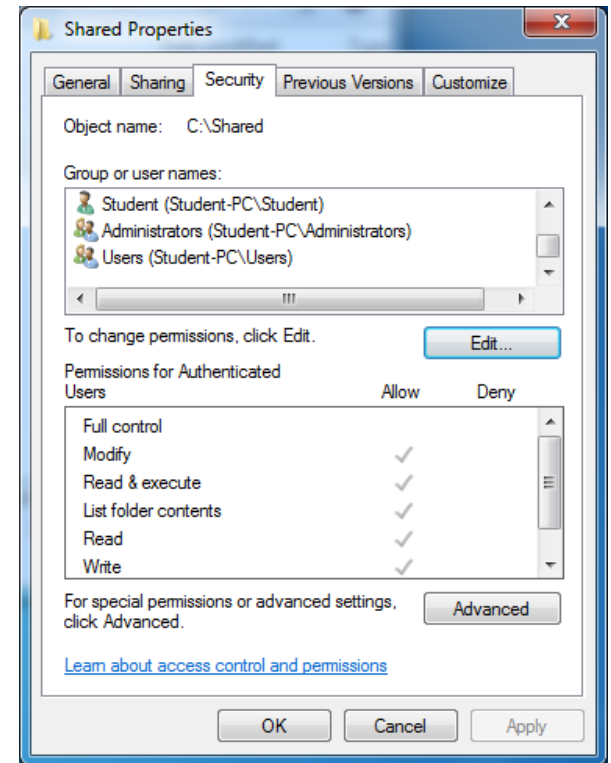 Shared Properties
General Sharing Security Previous Versions Customize
Object name: C:\Shared
Group or user names:
Student (Student-PC\Student)
Administrators (Student-PC\Administrators)
Users (Student-PC\Users)
To change permissions, click Edit.
Edit...
Permissions for Authenticated
Users Allow Deny
Full control
Modify
Read & execute
List folder contents
Read
Write
For special permissions or advanced settings,
click Advanced.
Advanced
Learn about access control and permissions
OK Cancel Apply